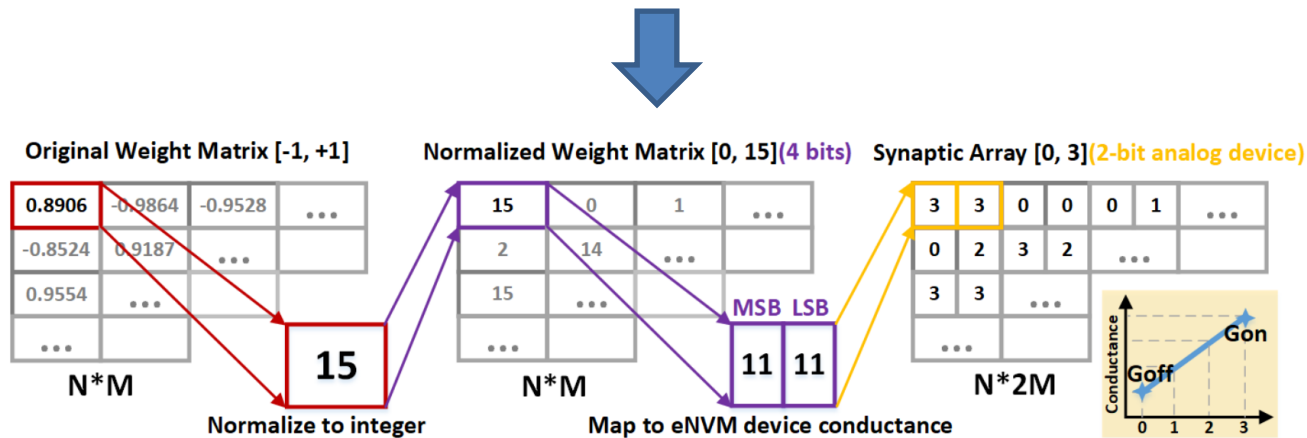 Original Weight Matrix [-1, +1]
Normalized Weight Matrix [0, 15](4 bits)
Synaptic Array [0, 3](2-bit analog device)
0.8906 -0.9864 -0.9528 ...
-0.8524 0.9187 ...
0.9554 ...
...
N*M
15
Normalize to integer
15 0 1 ...
2 14 ...
15 ...
...
N*M
MSB LSB
11 11
Map to eNVM device conductance
3 3 0 0 0 1 ...
0 2 3 2 ...
3 3 ...
...
N*2M
Conductance
Goff
Gon
0 1 2 3